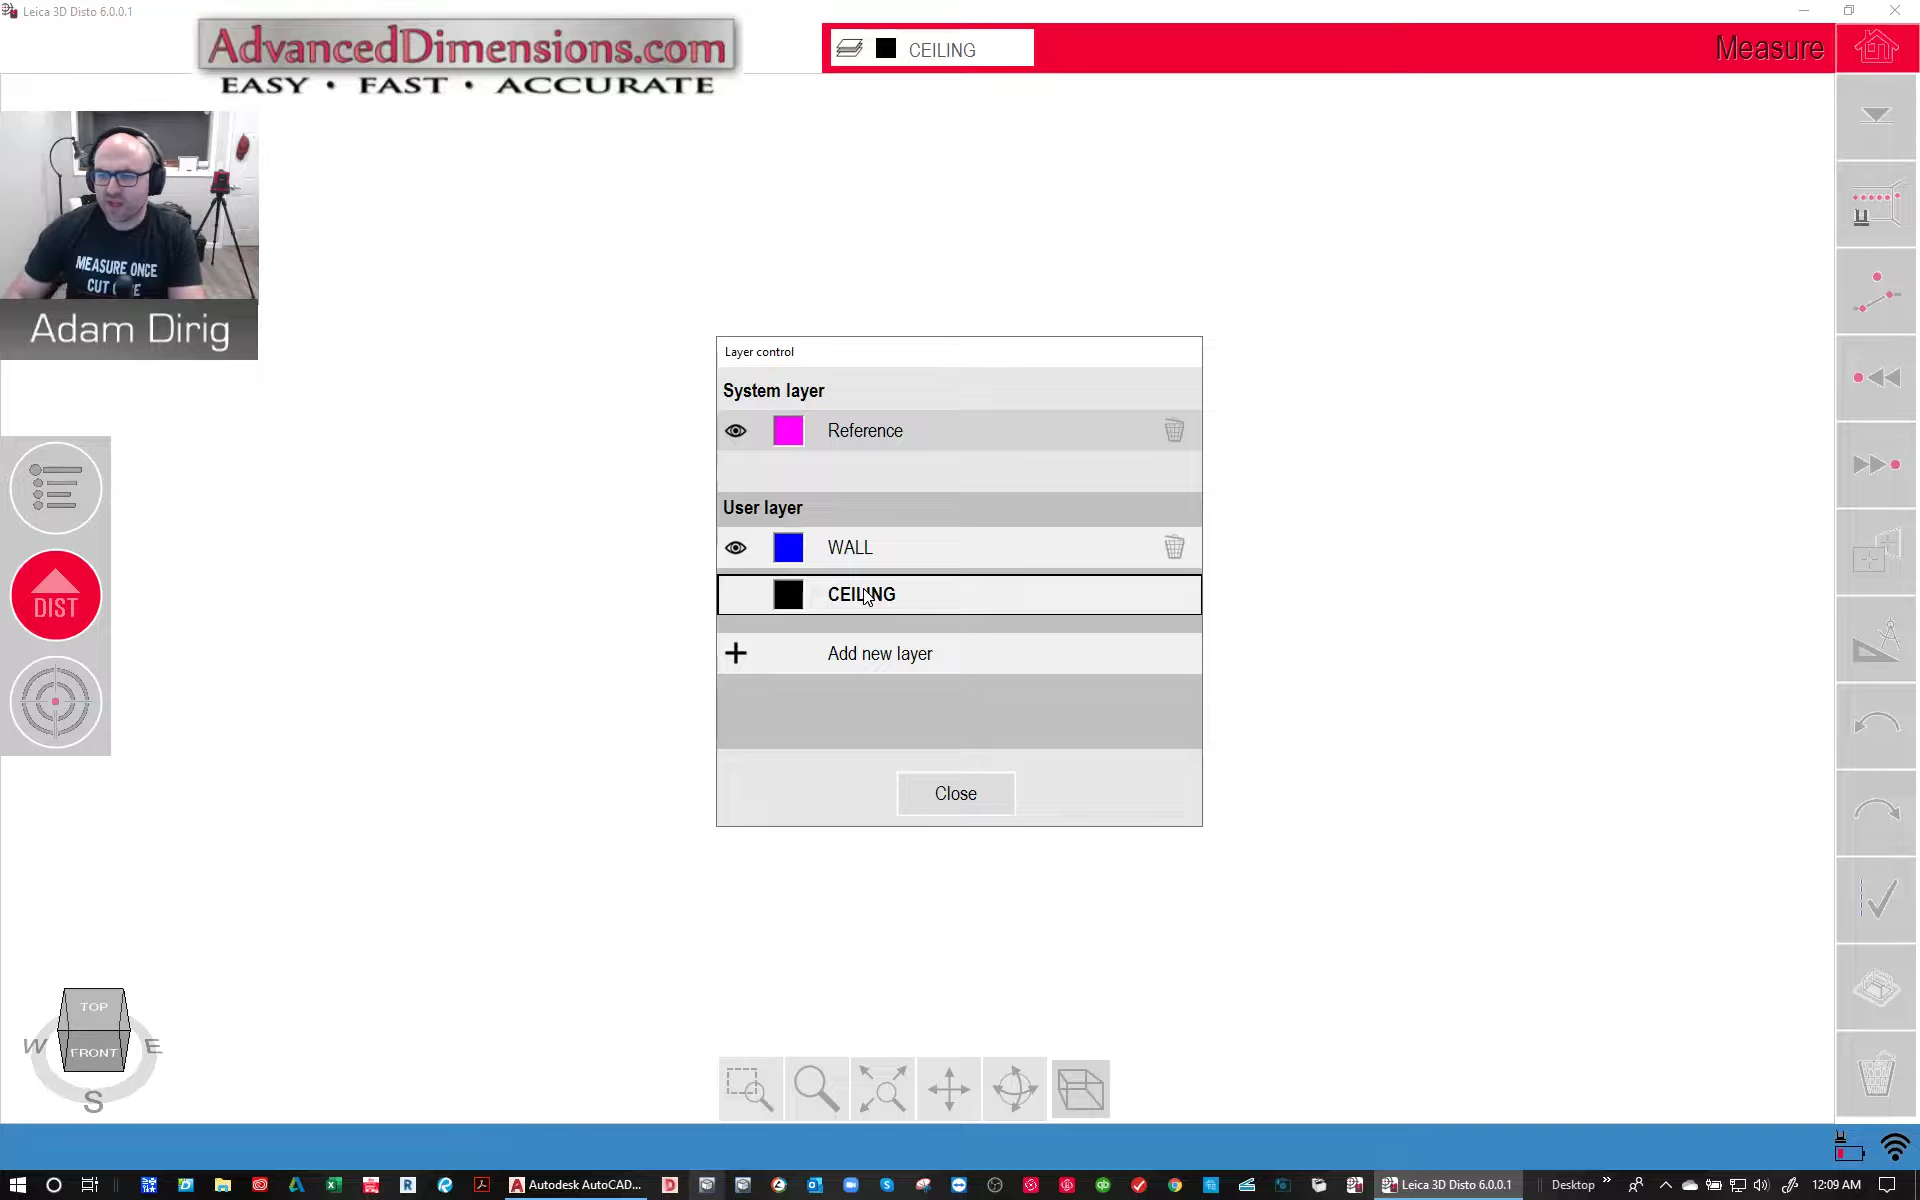 Leica 3D Disto 6.0.0.1
AdvancedDimensions.com
EASY • FAST • ACCURATE
CEILING
Measure
MEASURE ONCE
Adam Dirig
Layer control
System layer
Reference
User layer
WALL
CEILING
Add new layer
Close
DIST
TOP
FRONT
W
E
S
Autodesk AutoCAD...
Leica 3D Disto 6.0.0.1
Desktop
12:09 AM